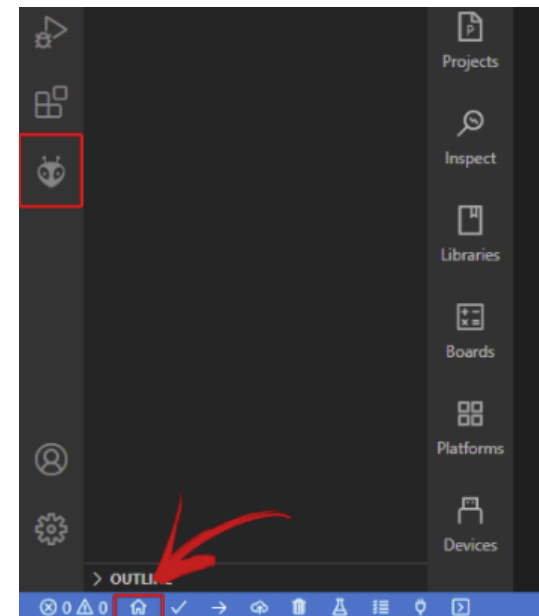 Projects
Inspect
Libraries
Boards
Platforms
Devices
OUTLINE
0 0